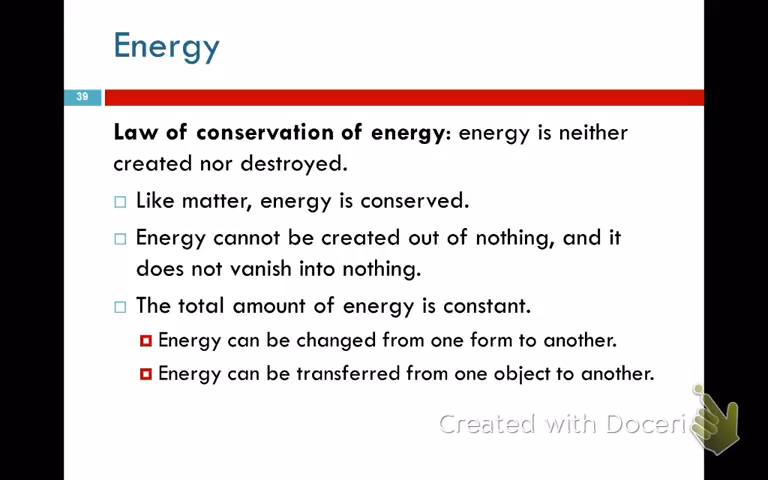 Energy
39
Law of conservation of energy: energy is neither
created nor destroyed.
Like matter, energy is conserved.
Energy cannot be created out of nothing, and it
does not vanish into nothing.
The total amount of energy is constant.
Energy can be changed from one form to another.
Energy can be transferred from one object to another.
Created with Doceri